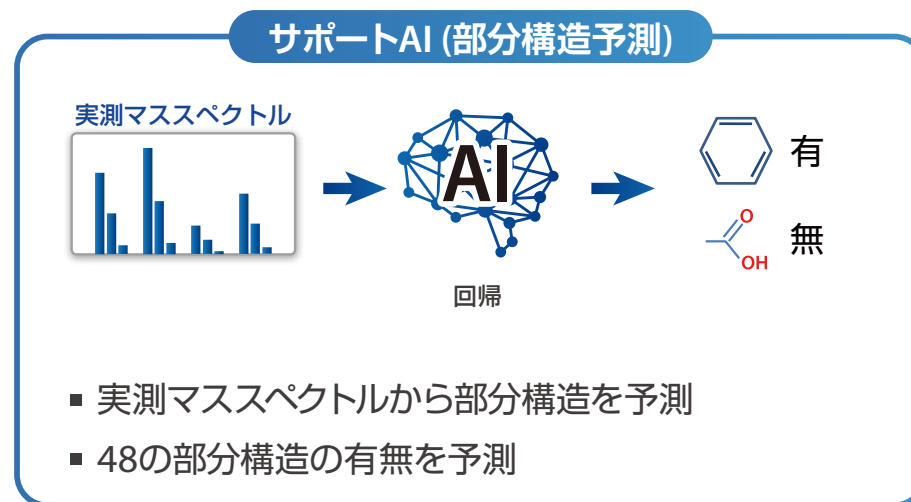 サポートAI (部分構造予測)
実測マススペクトル
AI
回帰
有
O
OH
無
▪ 実測マススペクトルから部分構造を予測
▪ 48の部分構造の有無を予測